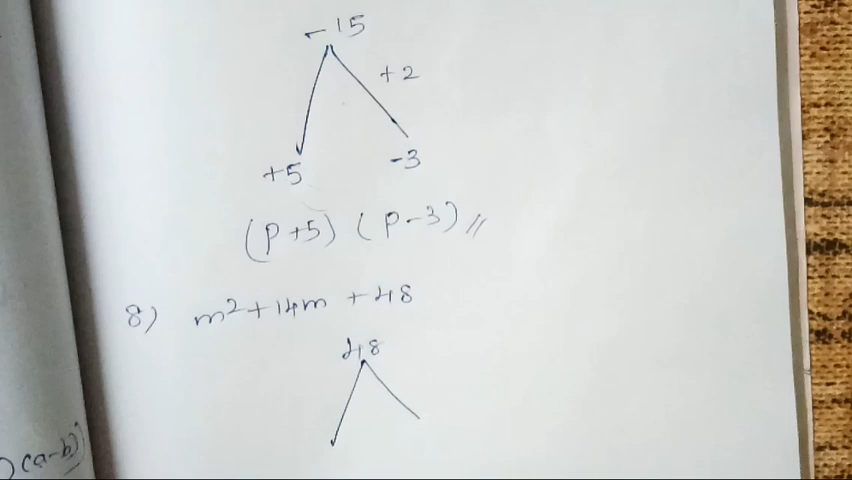 -15
+2
+5 -3
(p+5) (p-3)//
8) m²+14m +48
48
)(a-b)